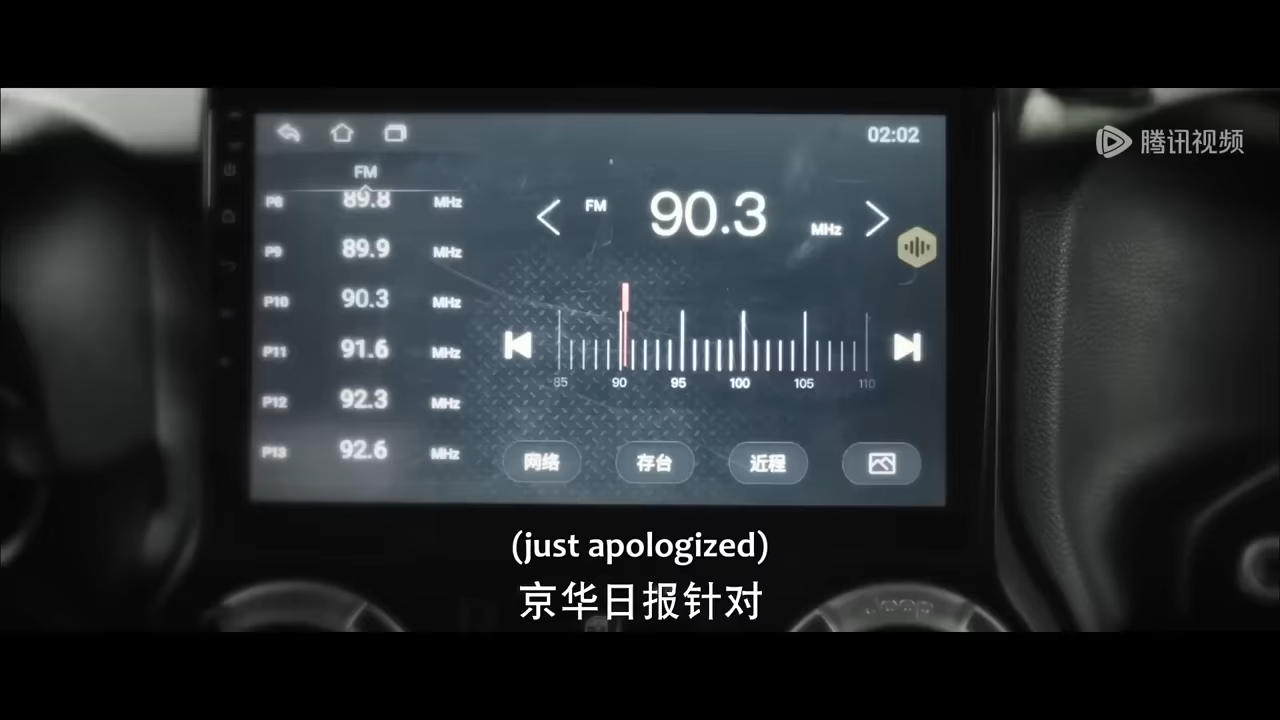 02:02
腾讯视频
FM
P8 89.8 MHz
P9 89.9 MHz
P10 90.3 MHz
P11 91.6 MHz
P12 92.3 MHz
P13 92.6 MHz
FM 90.3 MHz
85 90 95 100 105 110
网络 存台 近程
(just apologized)
京华日报针对
Jeep